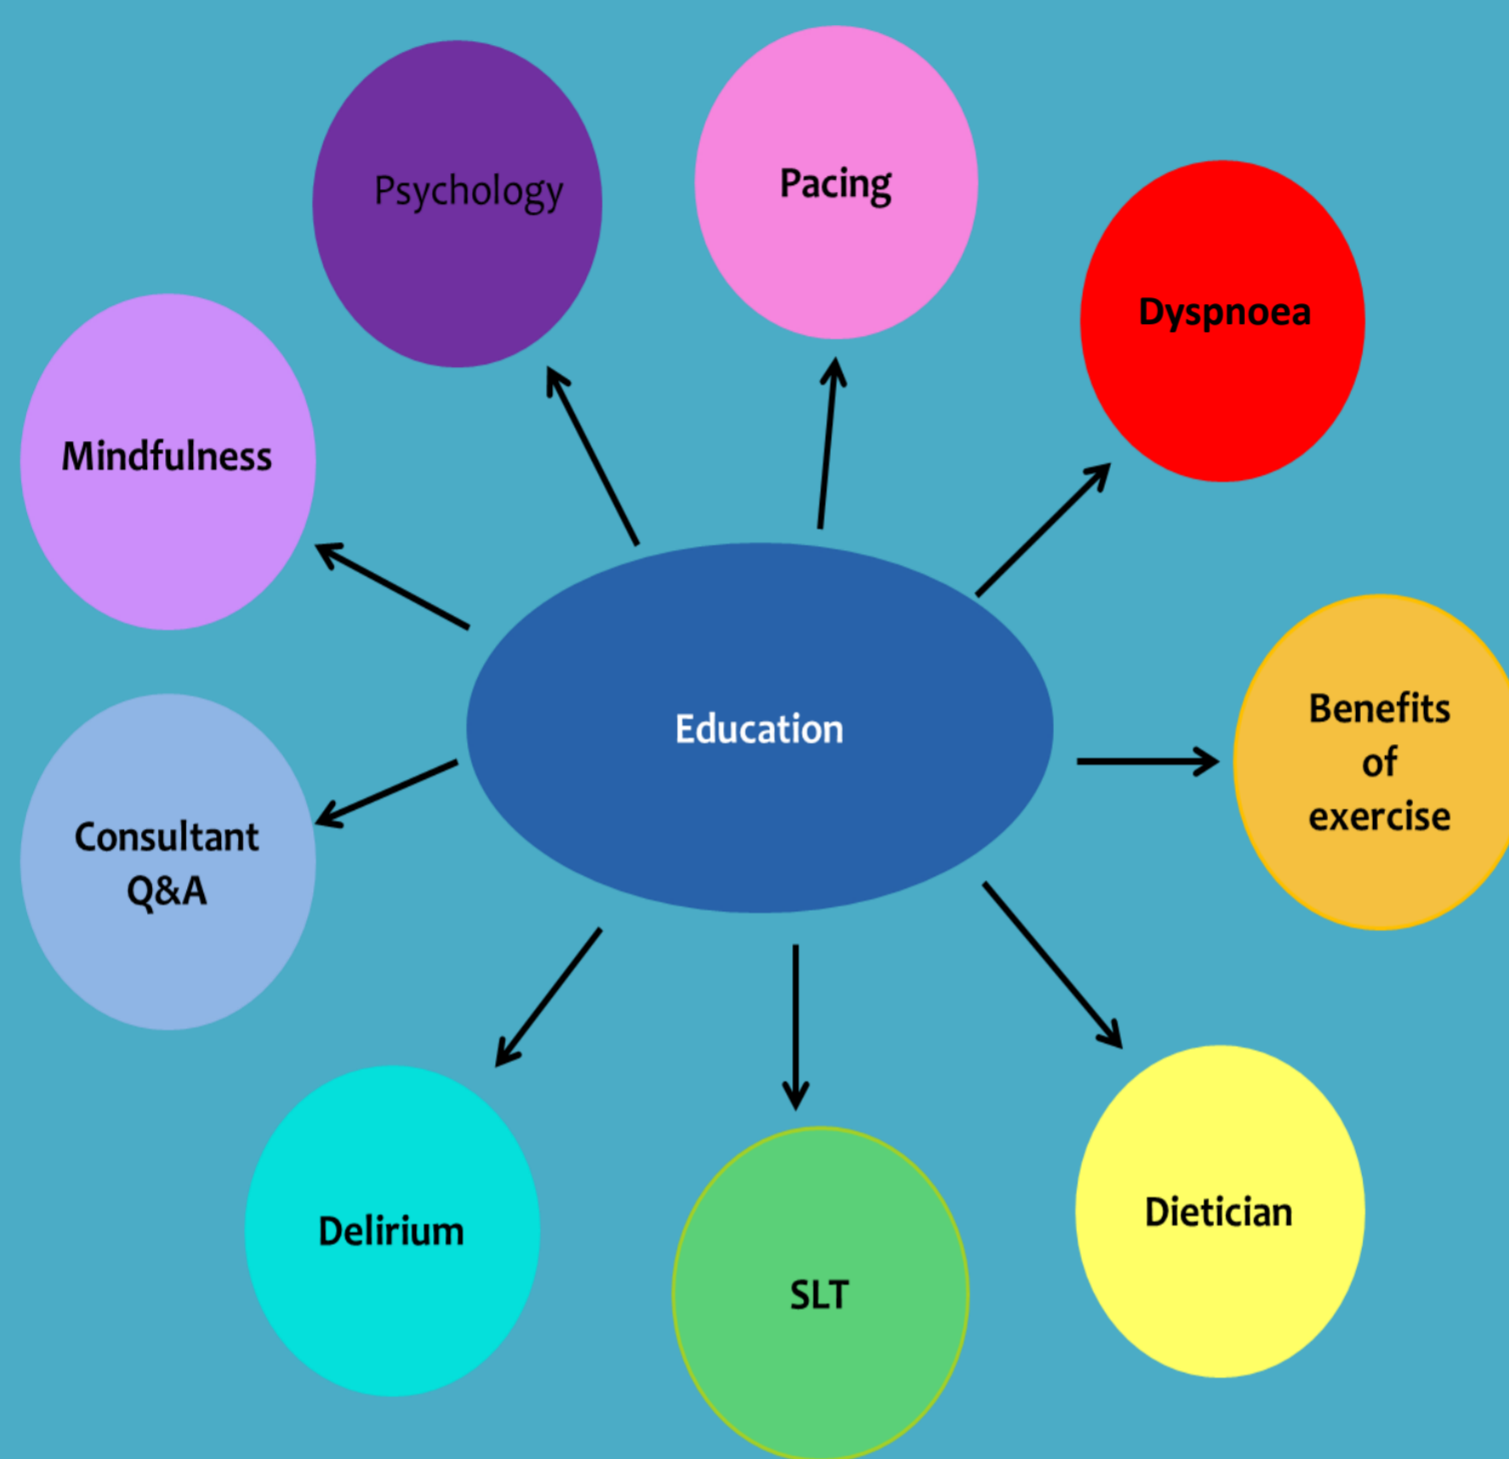 Psychology
Pacing
Dyspnoea
Mindfulness
Education
Benefits
of
exercise
Consultant
Q&A
Delirium
SLT
Dietician